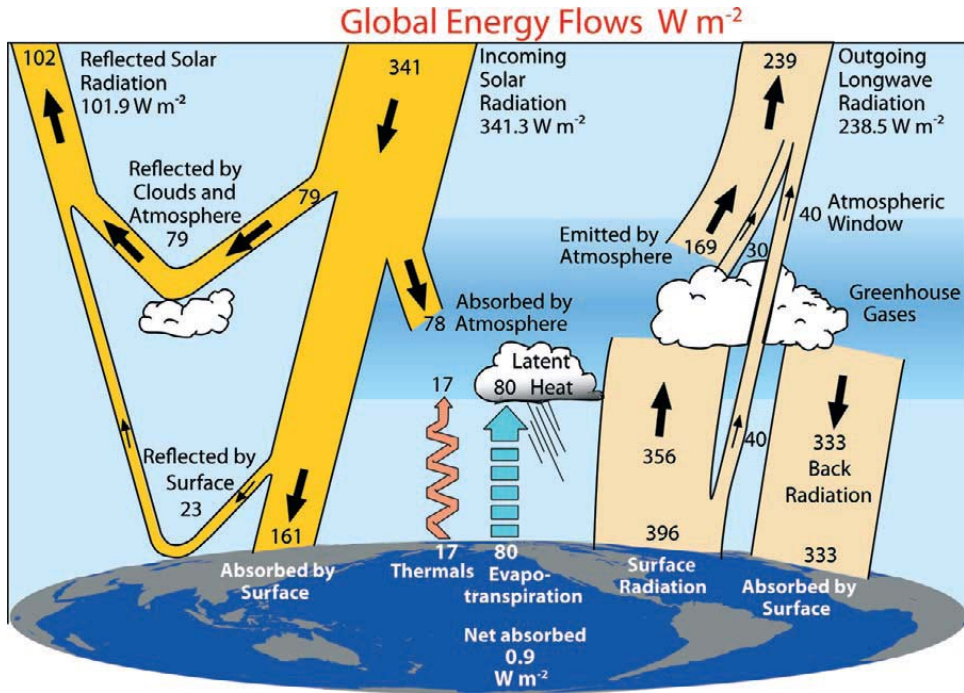 Global Energy Flows W m⁻²
102
Reflected Solar
Radiation
101.9 W m⁻²
341
Incoming
Solar
Radiation
341.3 W m⁻²
239
Outgoing
Longwave
Radiation
238.5 W m⁻²
Reflected by
Clouds and
Atmosphere
79
79
Emitted by
Atmosphere
169
30
40
Atmospheric
Window
78
Absorbed by
Atmosphere
Greenhouse
Gases
17
Latent
80 Heat
356
40
333
Back
Radiation
Reflected by
Surface
23
161
Absorbed by
Surface
17
Thermals
80
Evapo-
transpiration
396
Surface
Radiation
333
Absorbed by
Surface
Net absorbed
0.9
W m⁻²